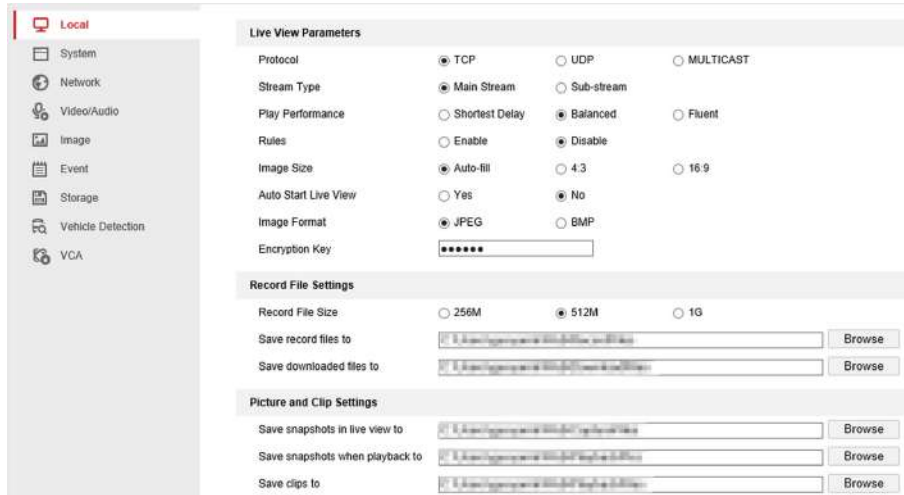 Local
System
Network
Video/Audio
Image
Event
Storage
Vehicle Detection
VCA
Live View Parameters
Protocol TCP UDP MULTICAST
Stream Type Main Stream Sub-stream
Play Performance Shortest Delay Balanced Fluent
Rules Enable Disable
Image Size Auto-fill 4:3 16:9
Auto Start Live View Yes No
Image Format JPEG BMP
Encryption Key ●●●●●●
Record File Settings
Record File Size 256M 512M 1G
Save record files to Browse
Save downloaded files to Browse
Picture and Clip Settings
Save snapshots in live view to Browse
Save snapshots when playback to Browse
Save clips to Browse